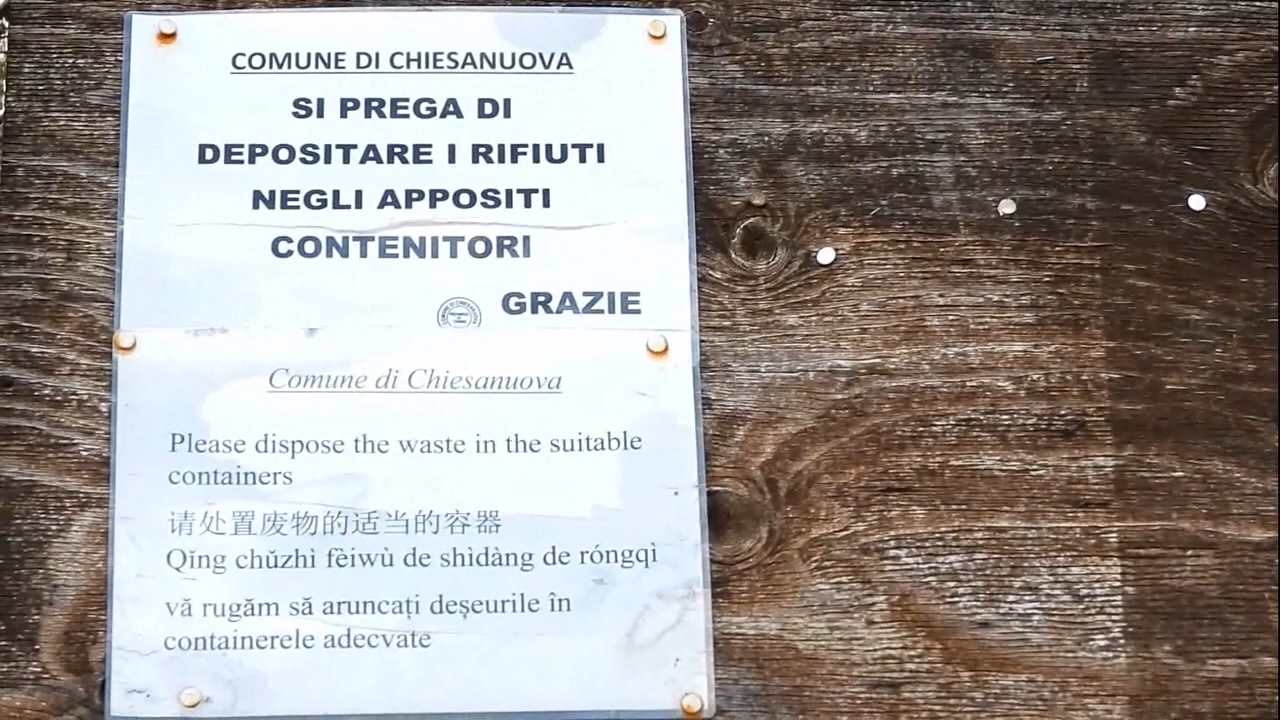 COMUNE DI CHIESANUOVA
SI PREGA DI
DEPOSITARE I RIFIUTI
NEGLI APPOSITI
CONTENITORI
GRAZIE
Comune di Chiesanuova
Please dispose the waste in the suitable
containers
请处置废物的适当的容器
Qǐng chǔzhì fèiwù de shìdàng de róngqì
vă rugăm să aruncați deșeurile în
containerele adecvate